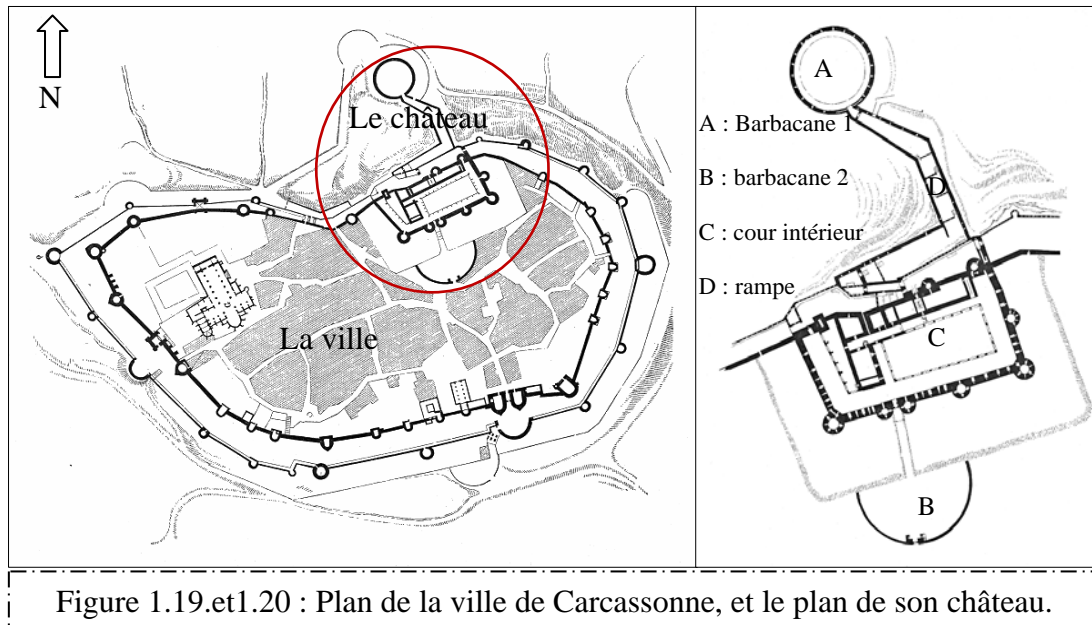 N
Le château
La ville
A
A : Barbacane 1
B : barbacane 2
D
C : cour intérieur
D : rampe
C
B
Figure 1.19.et1.20 : Plan de la ville de Carcassonne, et le plan de son château.